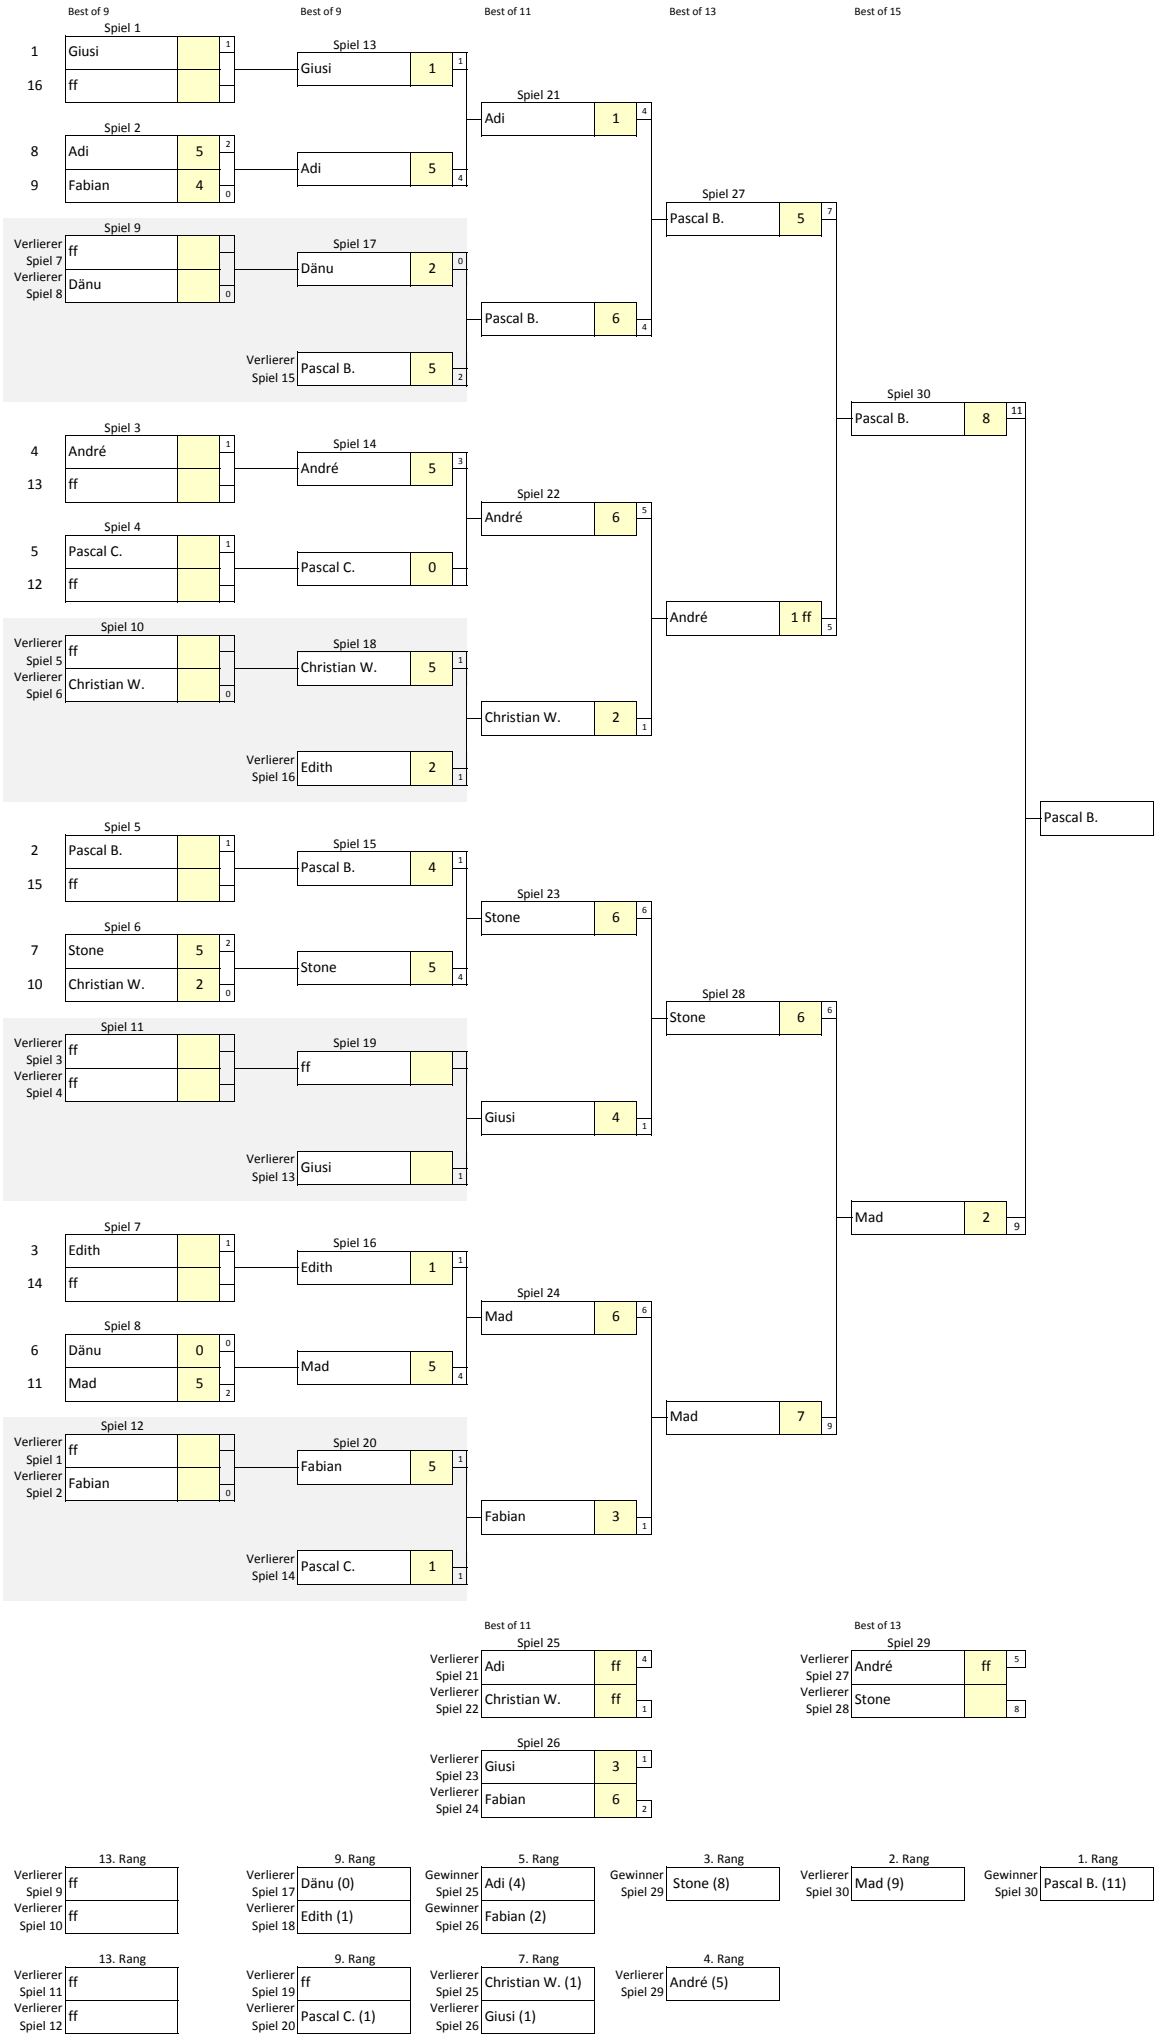 Best of 9 Best of 9 Best of 11 Best of 13 Best of 15
Spiel 1
1 Giusi 1
16 ff
Spiel 13
Giusi 1 1
Spiel 21
Adi 1 4
Spiel 2
8 Adi 5 2
9 Fabian 4 0
Adi 5 4
Spiel 27
Pascal B. 5 7
Spiel 9
Verlierer Spiel 7 ff
Verlierer Spiel 8 Dänu 0
Spiel 17
Dänu 2 0
Pascal B. 6 4
Verlierer Spiel 15 Pascal B. 5 2
Spiel 30
Pascal B. 8 11
Spiel 3
4 André 1
13 ff
Spiel 14
André 5 3
Spiel 22
André 6 5
Spiel 4
5 Pascal C. 1
12 ff
Pascal C. 0
André 1 ff 5
Spiel 10
Verlierer Spiel 5 ff
Verlierer Spiel 6 Christian W. 0
Spiel 18
Christian W. 5 1
Christian W. 2 1
Verlierer Spiel 16 Edith 2 1
Pascal B.
Spiel 5
2 Pascal B. 1
15 ff
Spiel 15
Pascal B. 4 1
Spiel 23
Stone 6 6
Spiel 6
7 Stone 5 2
10 Christian W. 2 0
Stone 5 4
Spiel 28
Stone 6 6
Spiel 11
Verlierer Spiel 3 ff
Verlierer Spiel 4 ff
Spiel 19
ff
Giusi 4 1
Verlierer Spiel 13 Giusi 1
Mad 2 9
Spiel 7
3 Edith 1
14 ff
Spiel 16
Edith 1 1
Spiel 24
Mad 6 6
Spiel 8
6 Dänu 0 0
11 Mad 5 2
Mad 5 4
Mad 7 9
Spiel 12
Verlierer Spiel 1 ff
Verlierer Spiel 2 Fabian 0
Spiel 20
Fabian 5 1
Fabian 3 1
Verlierer Spiel 14 Pascal C. 1 1
Best of 11 Best of 13
Spiel 25
Verlierer Spiel 21 Adi ff 4
Verlierer Spiel 22 Christian W. ff 1
Spiel 29
Verlierer Spiel 27 André ff 5
Verlierer Spiel 28 Stone 8
Spiel 26
Verlierer Spiel 23 Giusi 3 1
Verlierer Spiel 24 Fabian 6 2
13. Rang
Verlierer Spiel 9 ff
Verlierer Spiel 10 ff
9. Rang
Verlierer Spiel 17 Dänu (0)
Verlierer Spiel 18 Edith (1)
5. Rang
Gewinner Spiel 25 Adi (4)
Gewinner Spiel 26 Fabian (2)
3. Rang
Gewinner Spiel 29 Stone (8)
2. Rang
Verlierer Spiel 30 Mad (9)
1. Rang
Gewinner Spiel 30 Pascal B. (11)
13. Rang
Verlierer Spiel 11 ff
Verlierer Spiel 12 ff
9. Rang
Verlierer Spiel 19 ff
Verlierer Spiel 20 Pascal C. (1)
7. Rang
Verlierer Spiel 25 Christian W. (1)
Verlierer Spiel 26 Giusi (1)
4. Rang
Verlierer Spiel 29 André (5)